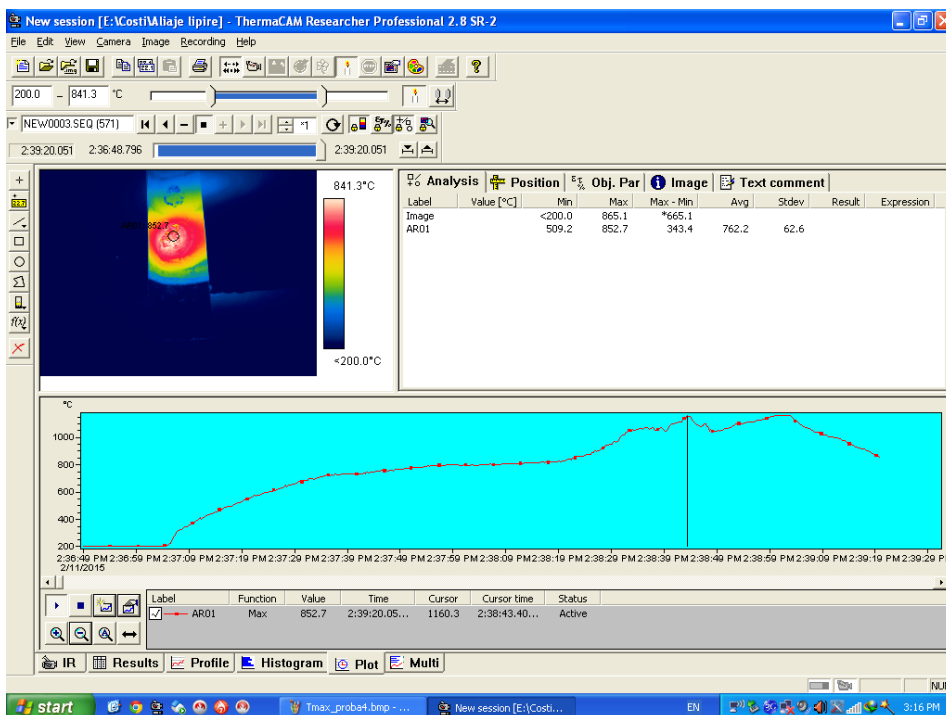 New session [E:\Costi\Aliaje lipire] - ThermaCAM Researcher Professional 2.8 SR-2
File Edit View Camera Image Recording Help
200.0 – 841.3 °C
NEW0003.SEQ (571) *1
2:39:20.051 2:36:48.796 2:39:20.051
841.3°C
AR01: 852.7
<200.0°C
Analysis Position Obj. Par Image Text comment
Label Value [°C] Min Max Max - Min Avg Stdev Result Expression
Image <200.0 865.1 *665.1
AR01 509.2 852.7 343.4 762.2 62.6
f(x)
°C
1000
800
600
400
200
2:36:49 PM 2:36:59 PM 2:37:09 PM 2:37:19 PM 2:37:29 PM 2:37:39 PM 2:37:49 PM 2:37:59 PM 2:38:09 PM 2:38:19 PM 2:38:29 PM 2:38:39 PM 2:38:49 PM 2:38:59 PM 2:39:09 PM 2:39:19 PM 2:39:29 P
2/11/2015
Label Function Value Time Cursor Cursor time Status
AR01 Max 852.7 2:39:20.05... 1160.3 2:38:43.40... Active
IR Results Profile Histogram Plot Multi
NU
start Tmax_proba4.bmp - ... New session [E:\Costi... EN 3:16 PM